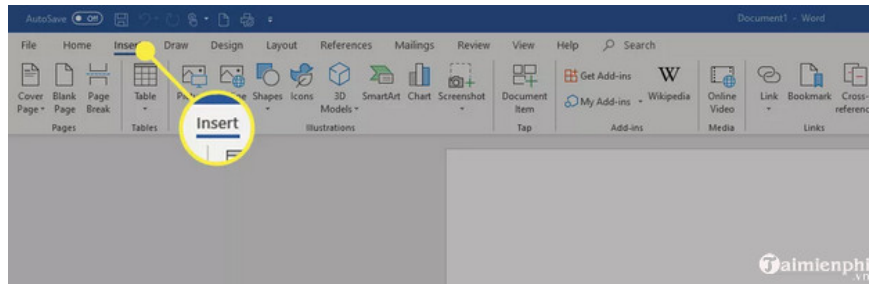 AutoSave Off Document1 - Word
File Home Insert Draw Design Layout References Mailings Review View Help Search
Cover Page Blank Page Page Break Table Shapes Icons 3D Models SmartArt Chart Screenshot Document Item Get Add-ins My Add-ins Wikipedia Online Video Link Bookmark Cross-
Pages Tables Illustrations Tap Add-ins Media Links
Insert
Taimienphi
.vn